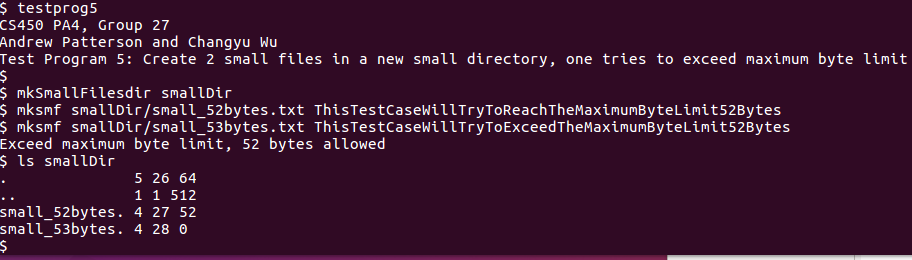 $ testprog5
CS450 PA4, Group 27
Andrew Patterson and Changyu Wu
Test Program 5: Create 2 small files in a new small directory, one tries to exceed maximum byte limit
$
$ mkSmallFilesdir smallDir
$ mksmf smallDir/small_52bytes.txt ThisTestCaseWillTryToReachTheMaximumByteLimit52Bytes
$ mksmf smallDir/small_53bytes.txt ThisTestCaseWillTryToExceedTheMaximumByteLimit52Bytes
Exceed maximum byte limit, 52 bytes allowed
$ ls smallDir
.              5 26 64
..             1 1 512
small_52bytes. 4 27 52
small_53bytes. 4 28 0
$